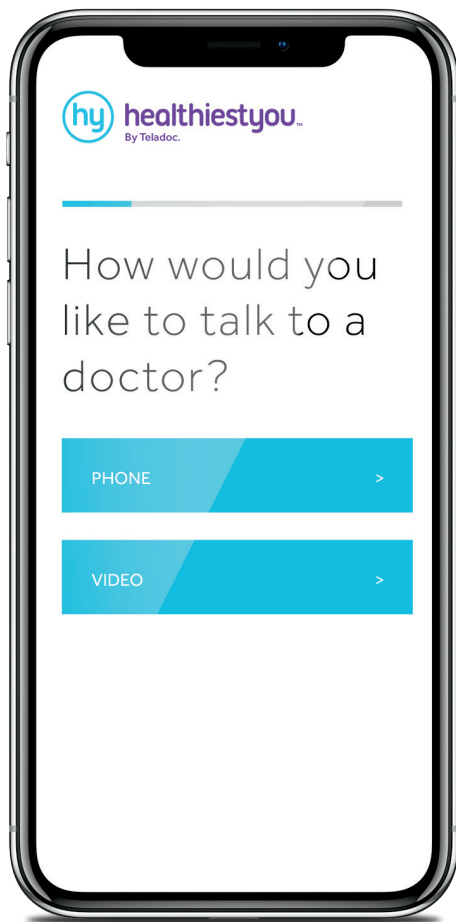 hy healthiestyou™
By Teladoc.
How would you
like to talk to a
doctor?
PHONE >
VIDEO >